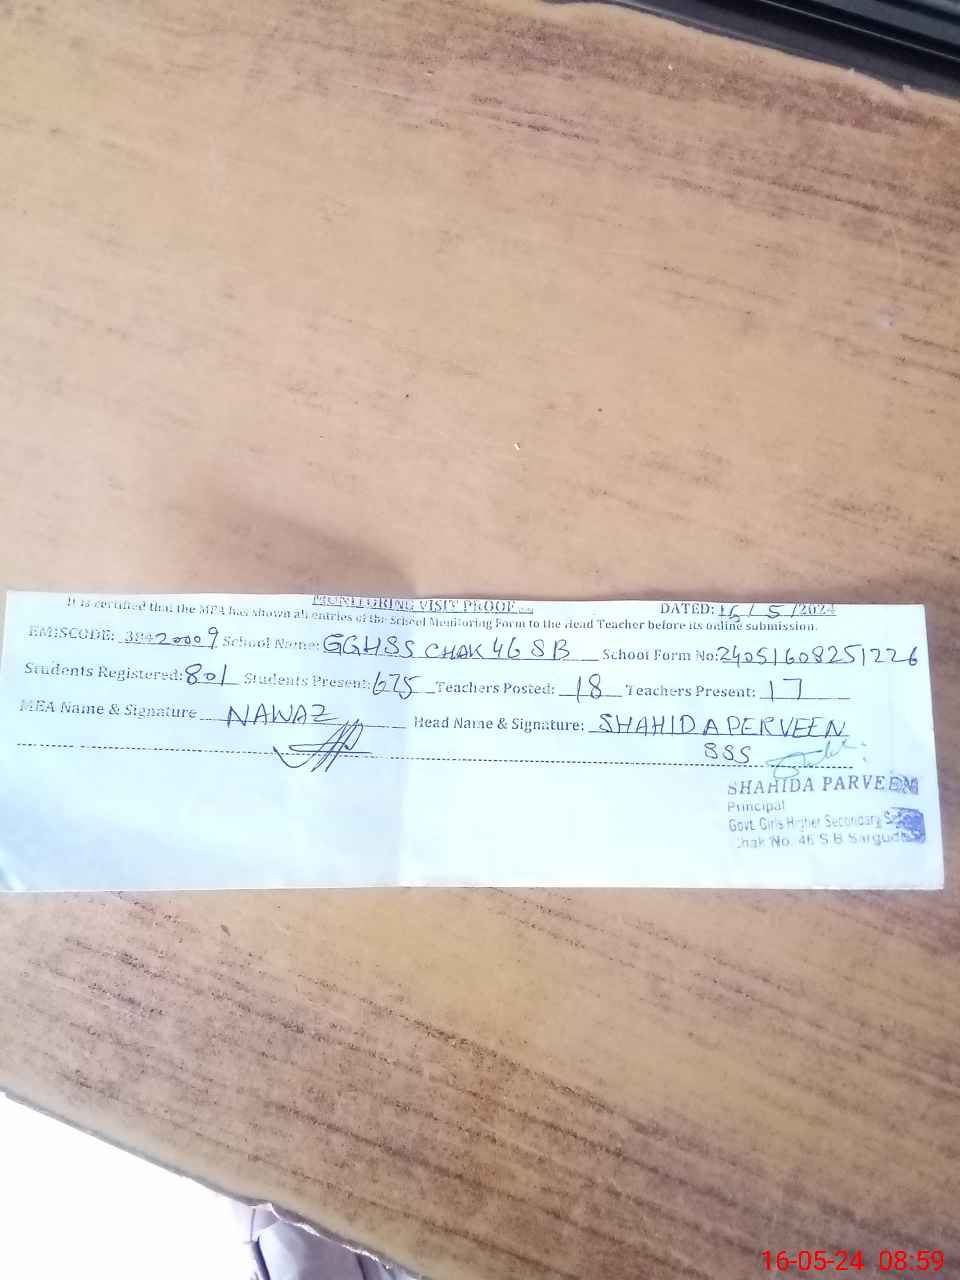 MONITORING VISIT PROOF
DATED: 16 / 5 /2024
It is certified that the MEA has shown all entries of the School Monitoring Form to the Head Teacher before its online submission.
EMISCODE: 38420009 School Name: GGHSS CHAK 46 SB School Form No: 24051608251226
Students Registered: 801 Students Present: 675 Teachers Posted: 18 Teachers Present: 17
MEA Name & Signature NAWAZ Head Name & Signature: SHAHIDA PERVEEN
SSS
SHAHIDA PARVEEN
Principal
Govt. Girls Higher Secondary
Chak No. 46 S B Sargodha
16-05-24 08:59